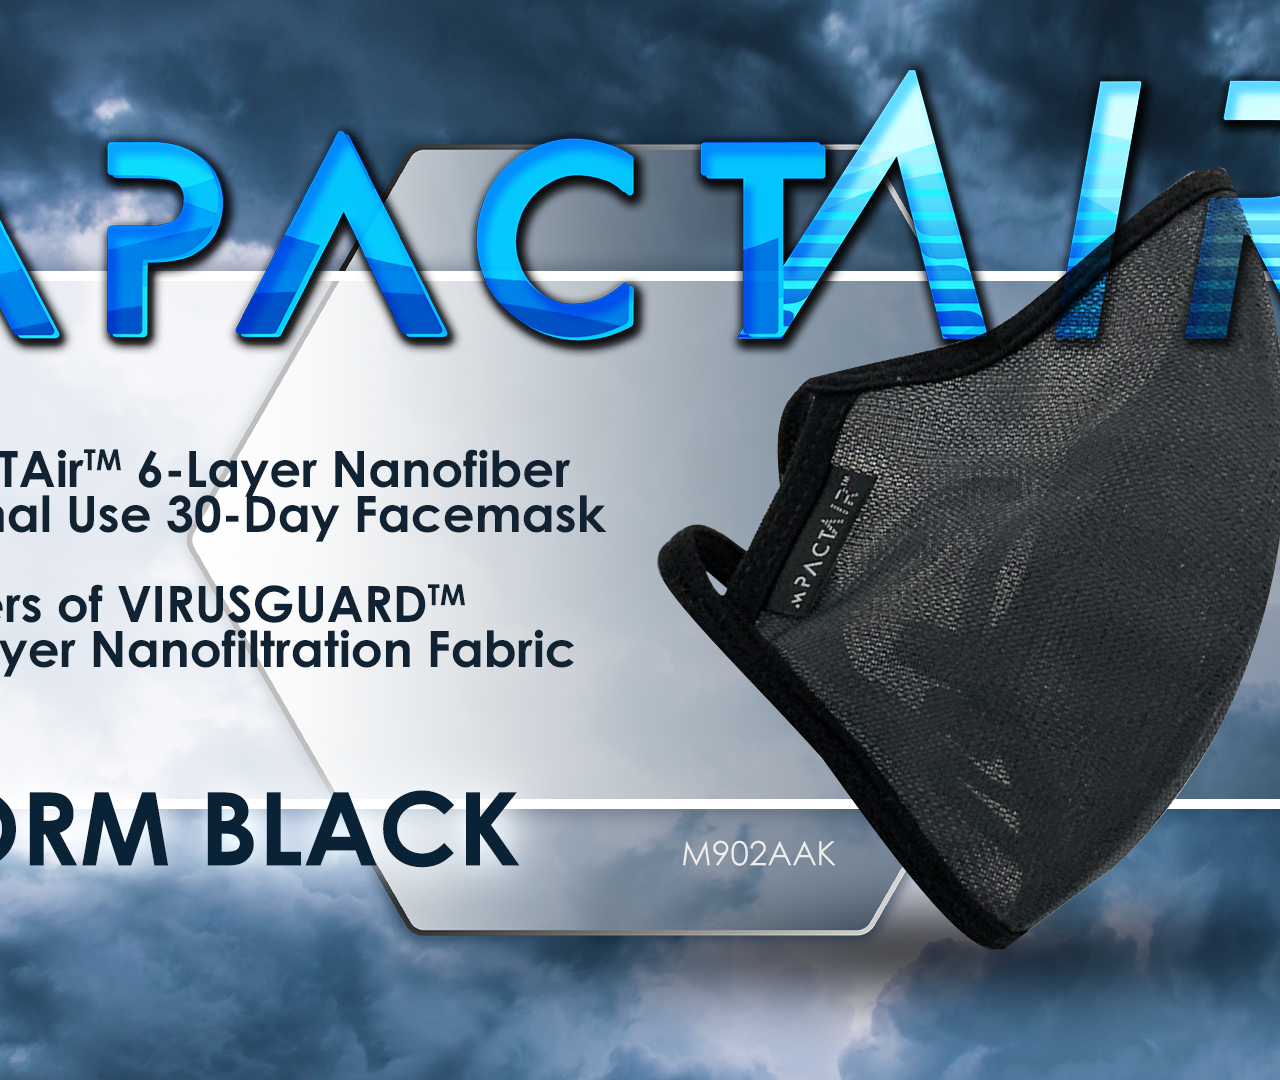 MPACTAIR
TAir™ 6-Layer Nanofiber
nal Use 30-Day Facemask
ers of VIRUSGUARD™
yer Nanofiltration Fabric
ORM BLACK
M902AAK
MPACTAIR™